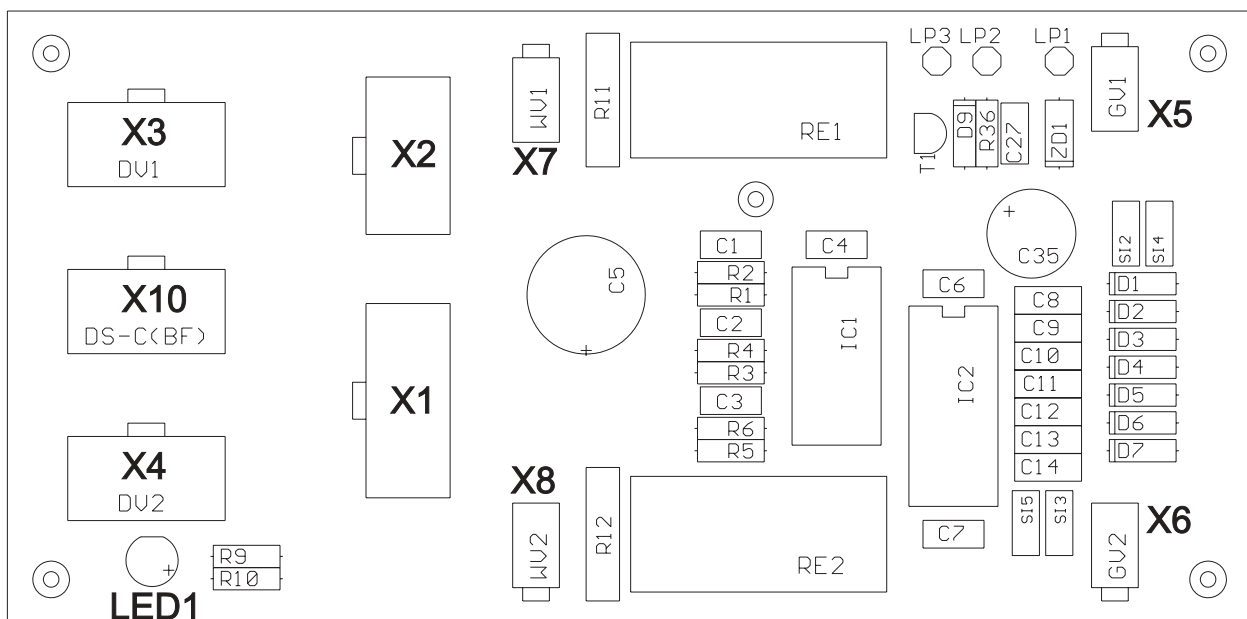 LP3 LP2 LP1
X3
DV1
X2
WV1
X7
R11
RE1
T1
D9
R36
C27
ZD1
GV1
X5
X10
DS-C(BF)
X1
C5
+
C1
R2
R1
C2
R4
R3
C3
R6
R5
C4
IC1
C6
IC2
C7
+
C35
C8
C9
C10
C11
C12
C13
C14
SI2
SI4
D1
D2
D3
D4
D5
D6
D7
SI5
SI3
X4
DV2
+
LED1
R9
R10
X8
WV2
R12
RE2
X6
GV2